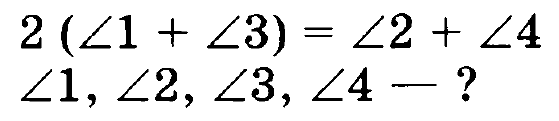 2 (∠1 + ∠3) = ∠2 + ∠4
∠1, ∠2, ∠3, ∠4 — ?